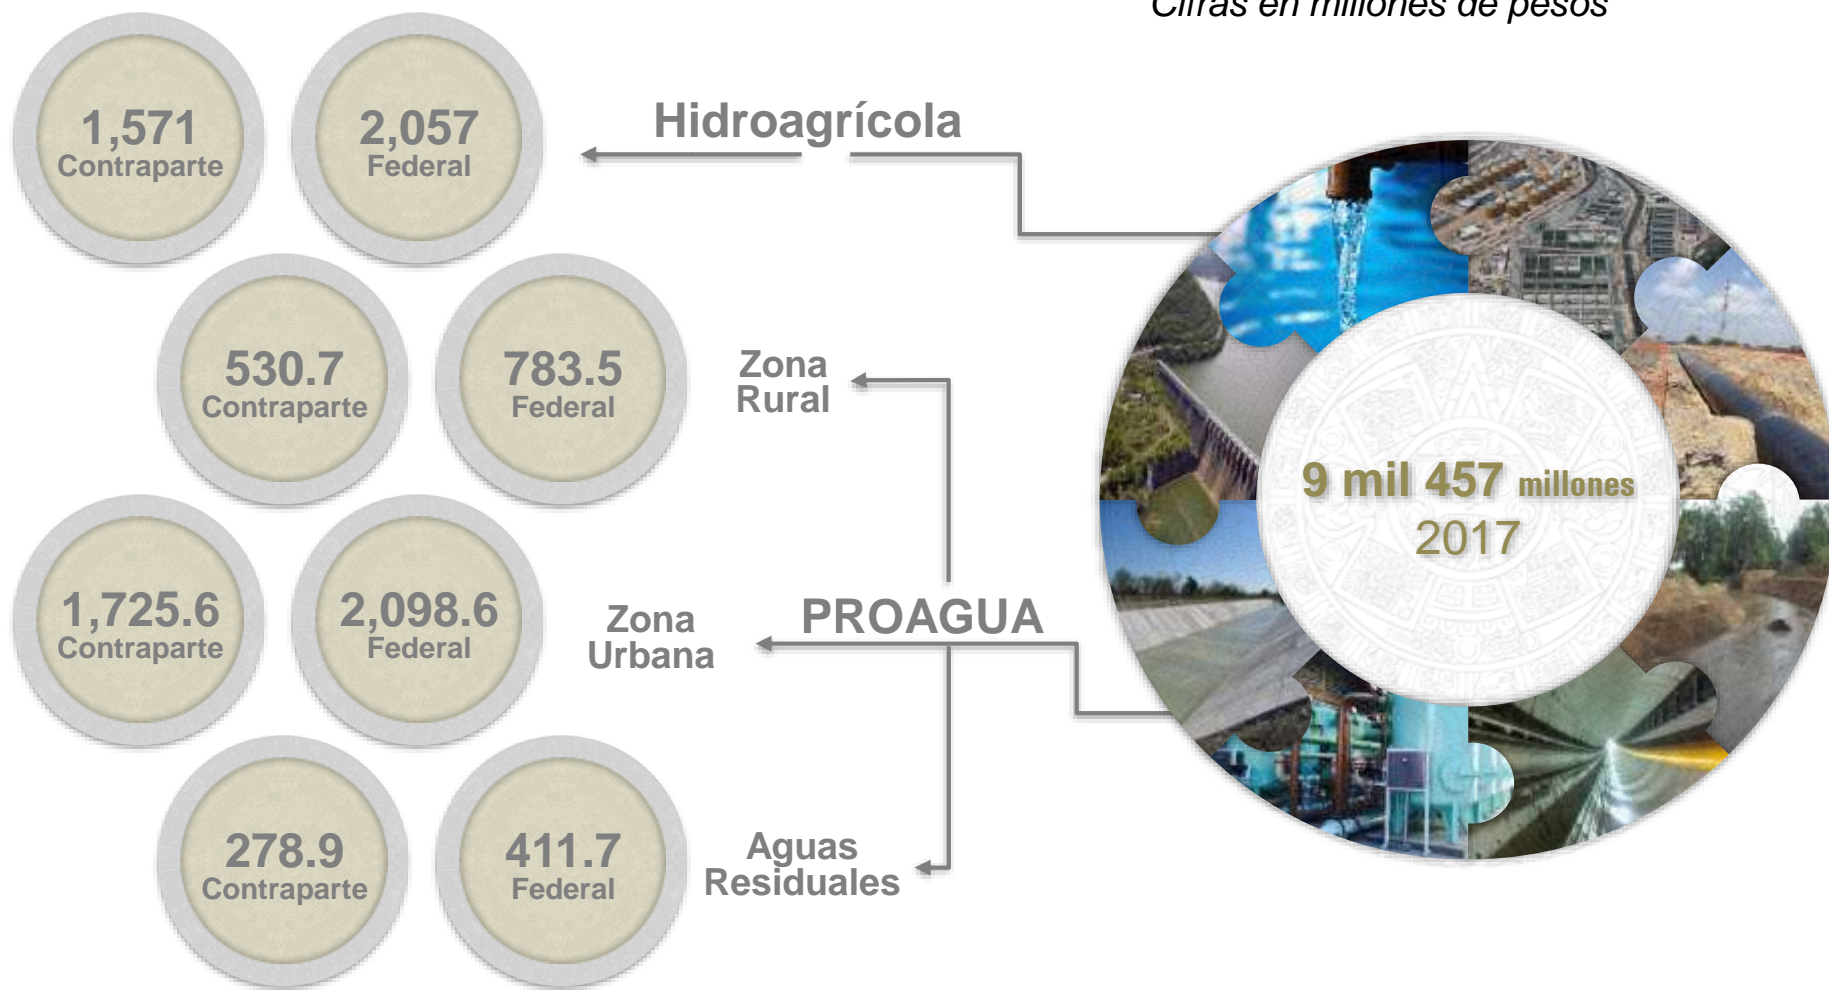 Cifras en millones de pesos
1,571
Contraparte
2,057
Federal
Hidroagrícola
530.7
Contraparte
783.5
Federal
Zona
Rural
9 mil 457 millones
2017
1,725.6
Contraparte
2,098.6
Federal
Zona
Urbana
PROAGUA
278.9
Contraparte
411.7
Federal
Aguas
Residuales